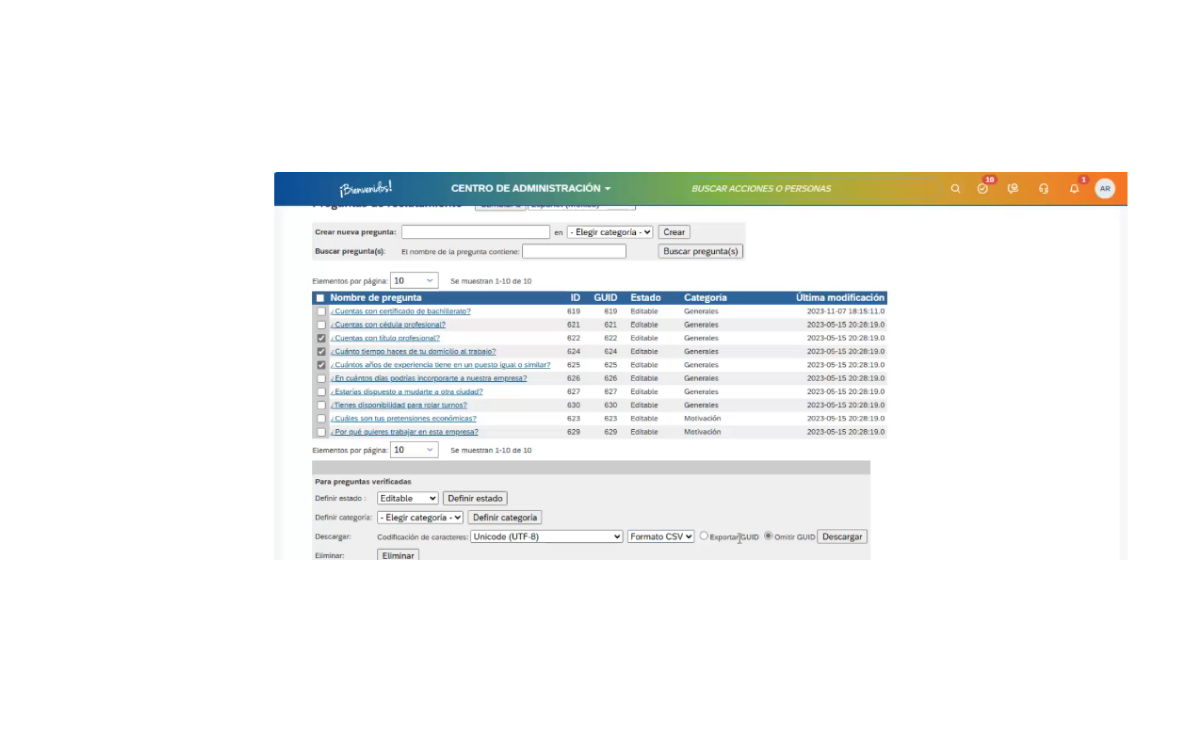 ¡Bienvenidos! CENTRO DE ADMINISTRACIÓN BUSCAR ACCIONES O PERSONAS 10 1 AR
Crear nueva pregunta: en - Elegir categoría - Crear
Buscar pregunta(s): El nombre de la pregunta contiene: Buscar pregunta(s)
Elementos por página: 10 Se muestran 1-10 de 10
Nombre de pregunta ID GUID Estado Categoría Última modificación
¿Cuentas con certificado de bachillerato? 619 619 Editable Generales 2023-11-07 18:15:11.0
¿Cuentas con cédula profesional? 621 621 Editable Generales 2023-05-15 20:28:19.0
¿Cuentas con título profesional? 622 622 Editable Generales 2023-05-15 20:28:19.0
¿Cuánto tiempo haces de tu domicilio al trabajo? 624 624 Editable Generales 2023-05-15 20:28:19.0
¿Cuántos años de experiencia tiene en un puesto igual o similar? 625 625 Editable Generales 2023-05-15 20:28:19.0
¿En cuántos días podrías incorporarte a nuestra empresa? 626 626 Editable Generales 2023-05-15 20:28:19.0
¿Estarías dispuesto a mudarte a otra ciudad? 627 627 Editable Generales 2023-05-15 20:28:19.0
¿Tienes disponibilidad para rolar turnos? 630 630 Editable Generales 2023-05-15 20:28:19.0
¿Cuáles son tus pretensiones económicas? 623 623 Editable Motivación 2023-05-15 20:28:19.0
¿Por qué quieres trabajar en esta empresa? 629 629 Editable Motivación 2023-05-15 20:28:19.0
Elementos por página: 10 Se muestran 1-10 de 10
Para preguntas verificadas
Definir estado : Editable Definir estado
Definir categoría: - Elegir categoría - Definir categoría
Descargar: Codificación de caracteres: Unicode (UTF-8) Formato CSV Exportar GUID Omitir GUID Descargar
Eliminar: Eliminar